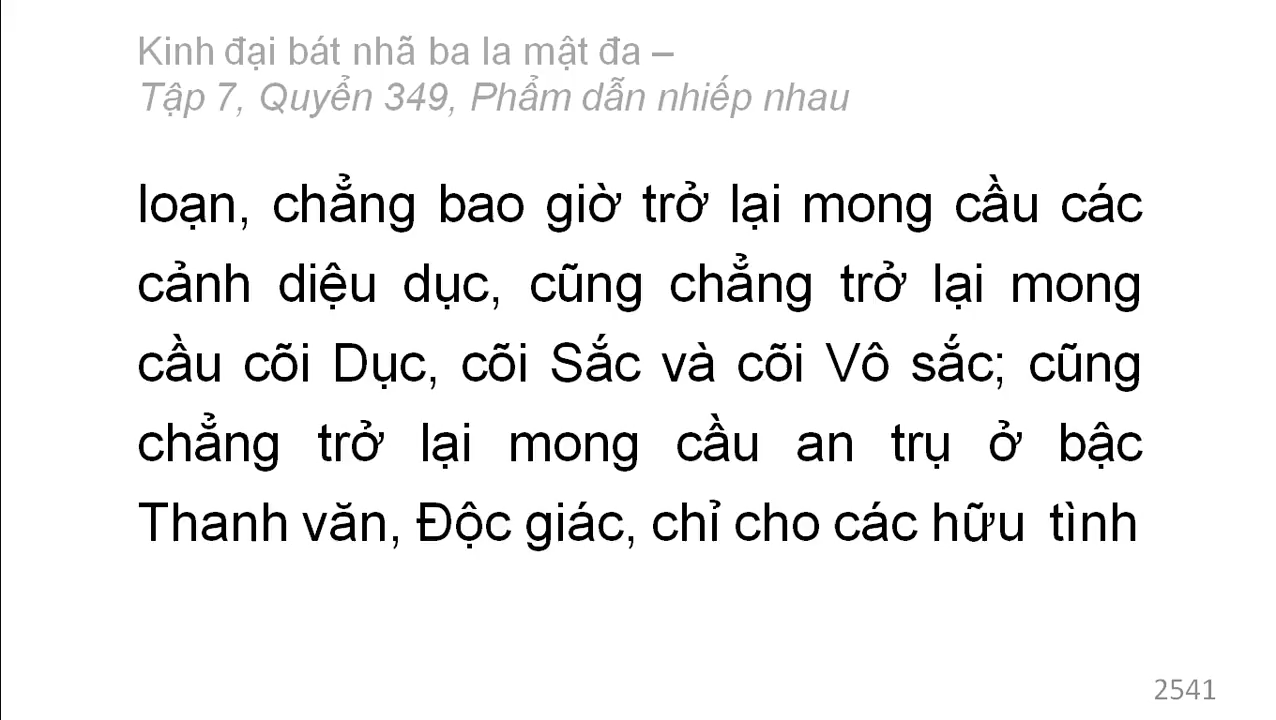 Kinh đại bát nhã ba la mật đa –
Tập 7, Quyển 349, Phẩm dẫn nhiếp nhau
loạn, chẳng bao giờ trở lại mong cầu các
cảnh diệu dục, cũng chẳng trở lại mong
cầu cõi Dục, cõi Sắc và cõi Vô sắc; cũng
chẳng trở lại mong cầu an trụ ở bậc
Thanh văn, Độc giác, chỉ cho các hữu tình
2541